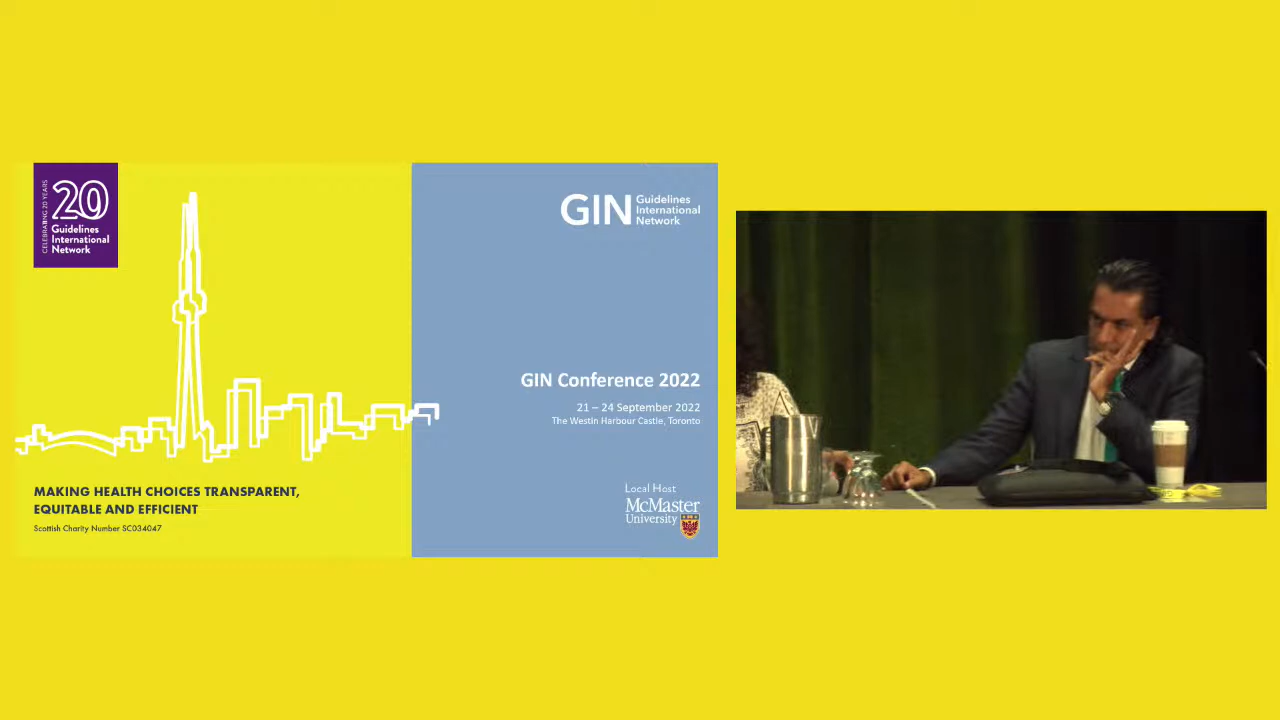 CELEBRATING 20 YEARS
20
Guidelines
International
Network
MAKING HEALTH CHOICES TRANSPARENT,
EQUITABLE AND EFFICIENT
Scottish Charity Number SC034047
GIN Guidelines
International
Network
GIN Conference 2022
21 – 24 September 2022
The Westin Harbour Castle, Toronto
Local Host
McMaster
University